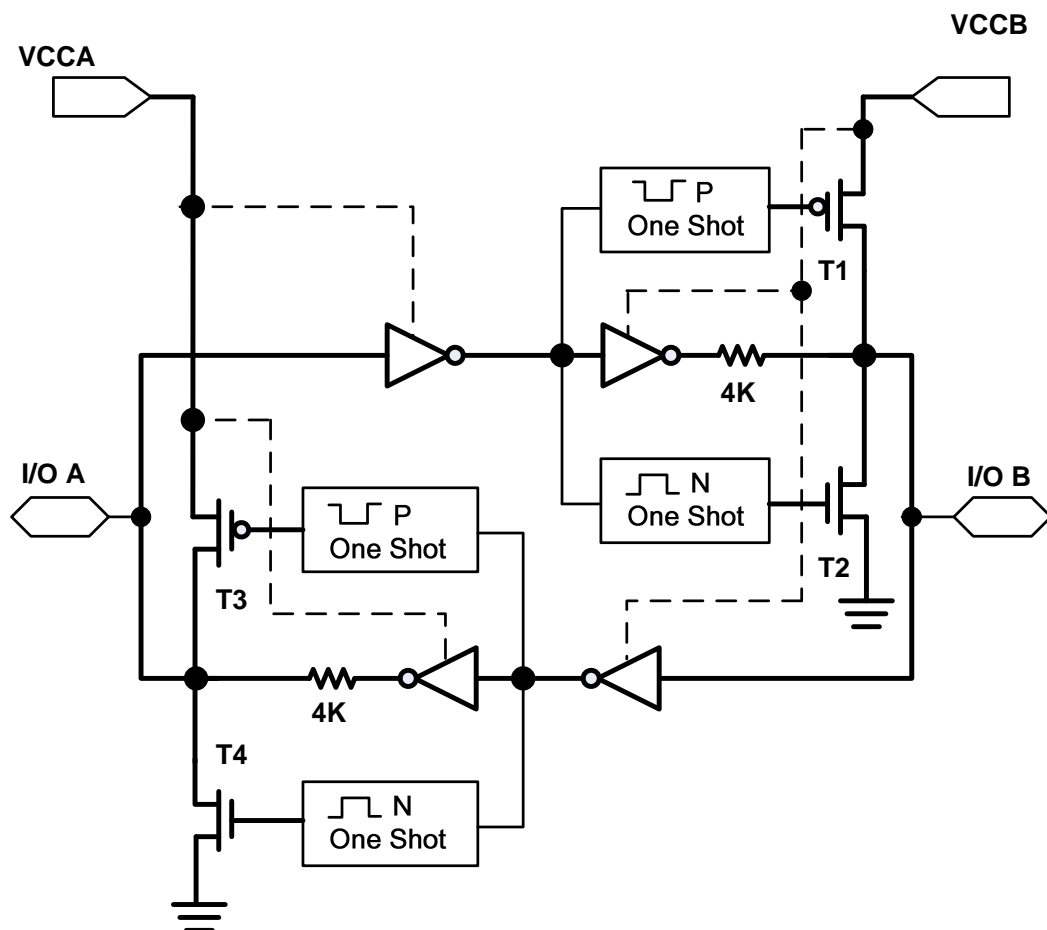 VCCB
VCCA
P
One Shot
T1
4K
I/O A
N
One Shot
I/O B
P
One Shot
T2
T3
4K
T4
N
One Shot